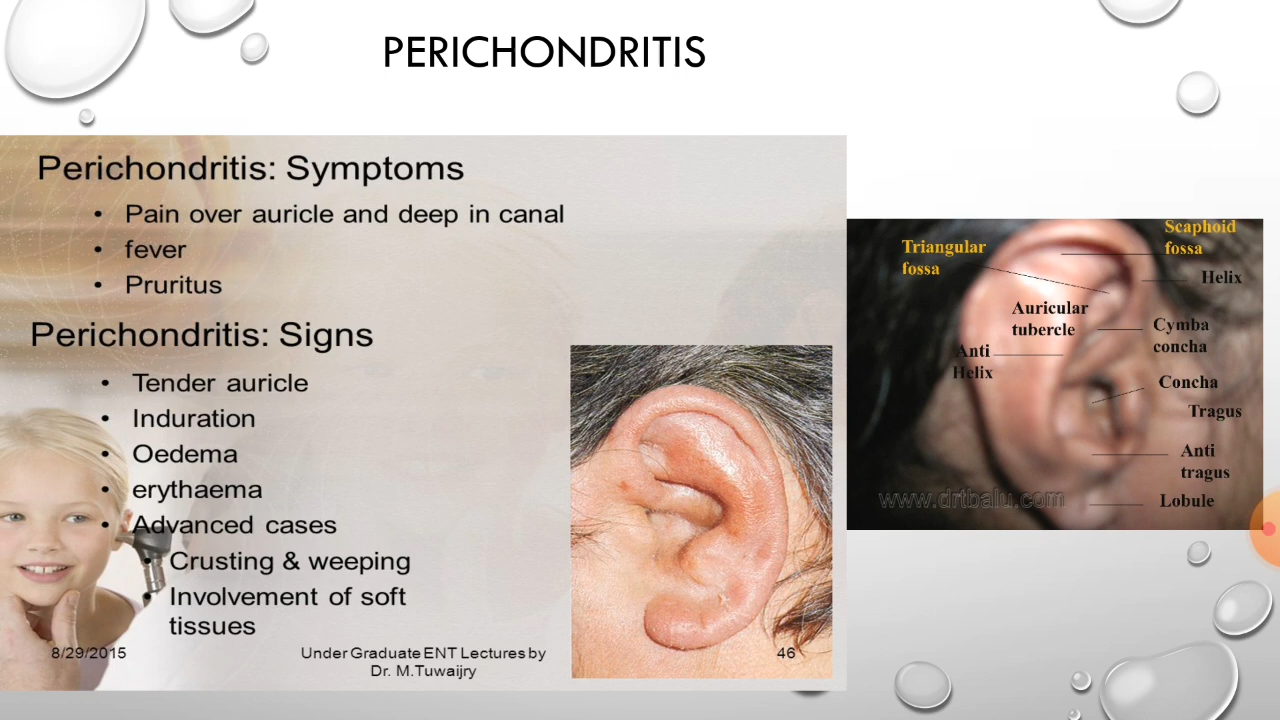 PERICHONDRITIS
Perichondritis: Symptoms
• Pain over auricle and deep in canal
• fever
• Pruritus
Perichondritis: Signs
• Tender auricle
• Induration
• Oedema
• erythaema
• Advanced cases
• Crusting & weeping
• Involvement of soft
tissues
8/29/2015
Under Graduate ENT Lectures by
Dr. M.Tuwaijry
46
Scaphoid
fossa
Triangular
fossa
Helix
Auricular
tubercle
Cymba
concha
Anti
Helix
Concha
Tragus
Anti
tragus
Lobule
www.drtbalu.com